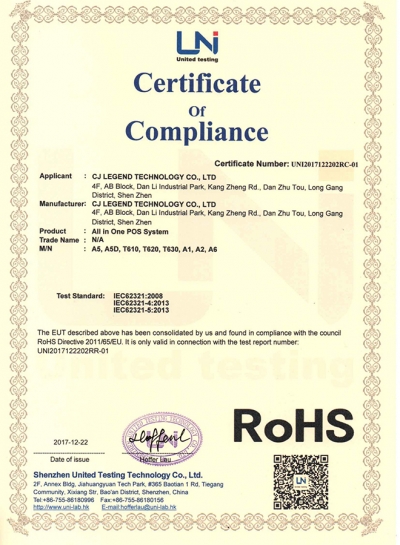 UNi
United testing
Certificate
Of
Compliance
Certificate Number: UNI2017122202RC-01
Applicant : CJ LEGEND TECHNOLOGY CO., LTD
4F, AB Block, Dan Li Industrial Park, Kang Zheng Rd., Dan Zhu Tou, Long Gang
District, Shen Zhen
Manufacturer: CJ LEGEND TECHNOLOGY CO., LTD
4F, AB Block, Dan Li Industrial Park, Kang Zheng Rd., Dan Zhu Tou, Long Gang
District, Shen Zhen
Product : All in One POS System
Trade Name : N/A
M/N : A5, A5D, T610, T620, T630, A1, A2, A6
Test Standard: IEC62321:2008
IEC62321-4:2013
IEC62321-5:2013
The EUT described above has been consolidated by us and found in compliance with the council
RoHS Directive 2011/65/EU. It is only valid in connection with the test report number:
UNI2017122202RR-01
2017-12-22
Date of issue
Hoffer Lau
RoHS
Shenzhen United Testing Technology Co., Ltd.
2F, Annex Bldg, Jiahuangyuan Tech Park, #365 Baotian 1 Rd, Tiegang
Community, Xixiang Str, Bao'an District, Shenzhen, China
Tel:+86-755-86180996 Fax:+86-755-86180156
http://www.uni-lab.hk E-mail:hofferlau@uni-lab.hk